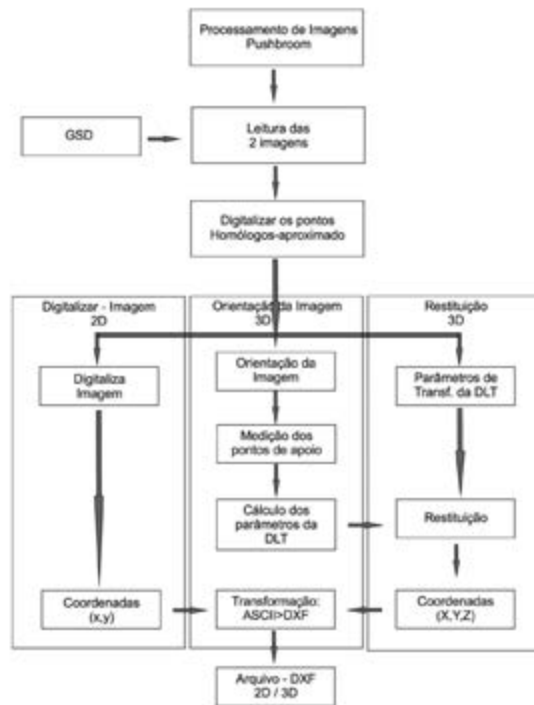 Processamento de Imagens
Pushbroom
GSD
Leitura das
2 imagens
Digitalizar os pontos
Homólogos-aproximado
Digitalizar - Imagem
2D
Orientação da Imagem
3D
Restituição
3D
Digitaliza
Imagem
Orientação da
Imagem
Parâmetros de
Transf. da DLT
Medição dos
pontos de apoio
Cálculo dos
parâmetros da
DLT
Restituição
Coordenadas
(x,y)
Transformação:
ASCII>DXF
Coordenadas
(X,Y,Z)
Arquivo - DXF
2D / 3D